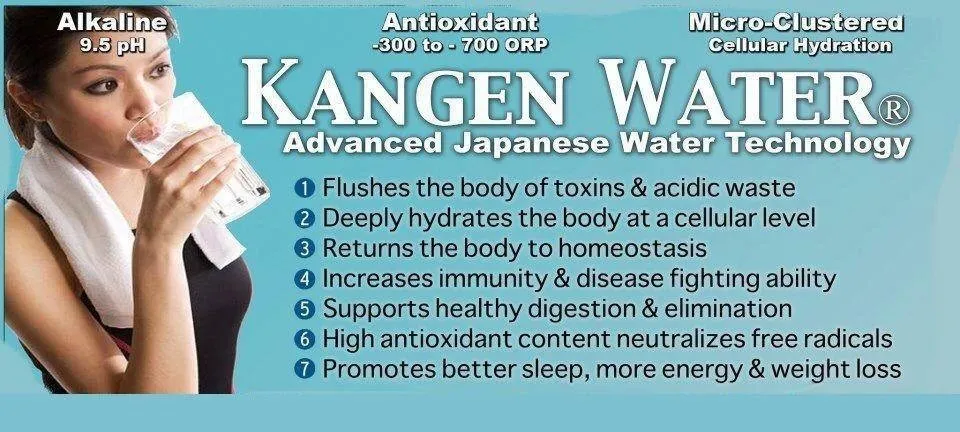 Alkaline
9.5 pH
Antioxidant
-300 to - 700 ORP
Micro-Clustered
Cellular Hydration
KANGEN WATER®
Advanced Japanese Water Technology
1 Flushes the body of toxins & acidic waste
2 Deeply hydrates the body at a cellular level
3 Returns the body to homeostasis
4 Increases immunity & disease fighting ability
5 Supports healthy digestion & elimination
6 High antioxidant content neutralizes free radicals
7 Promotes better sleep, more energy & weight loss